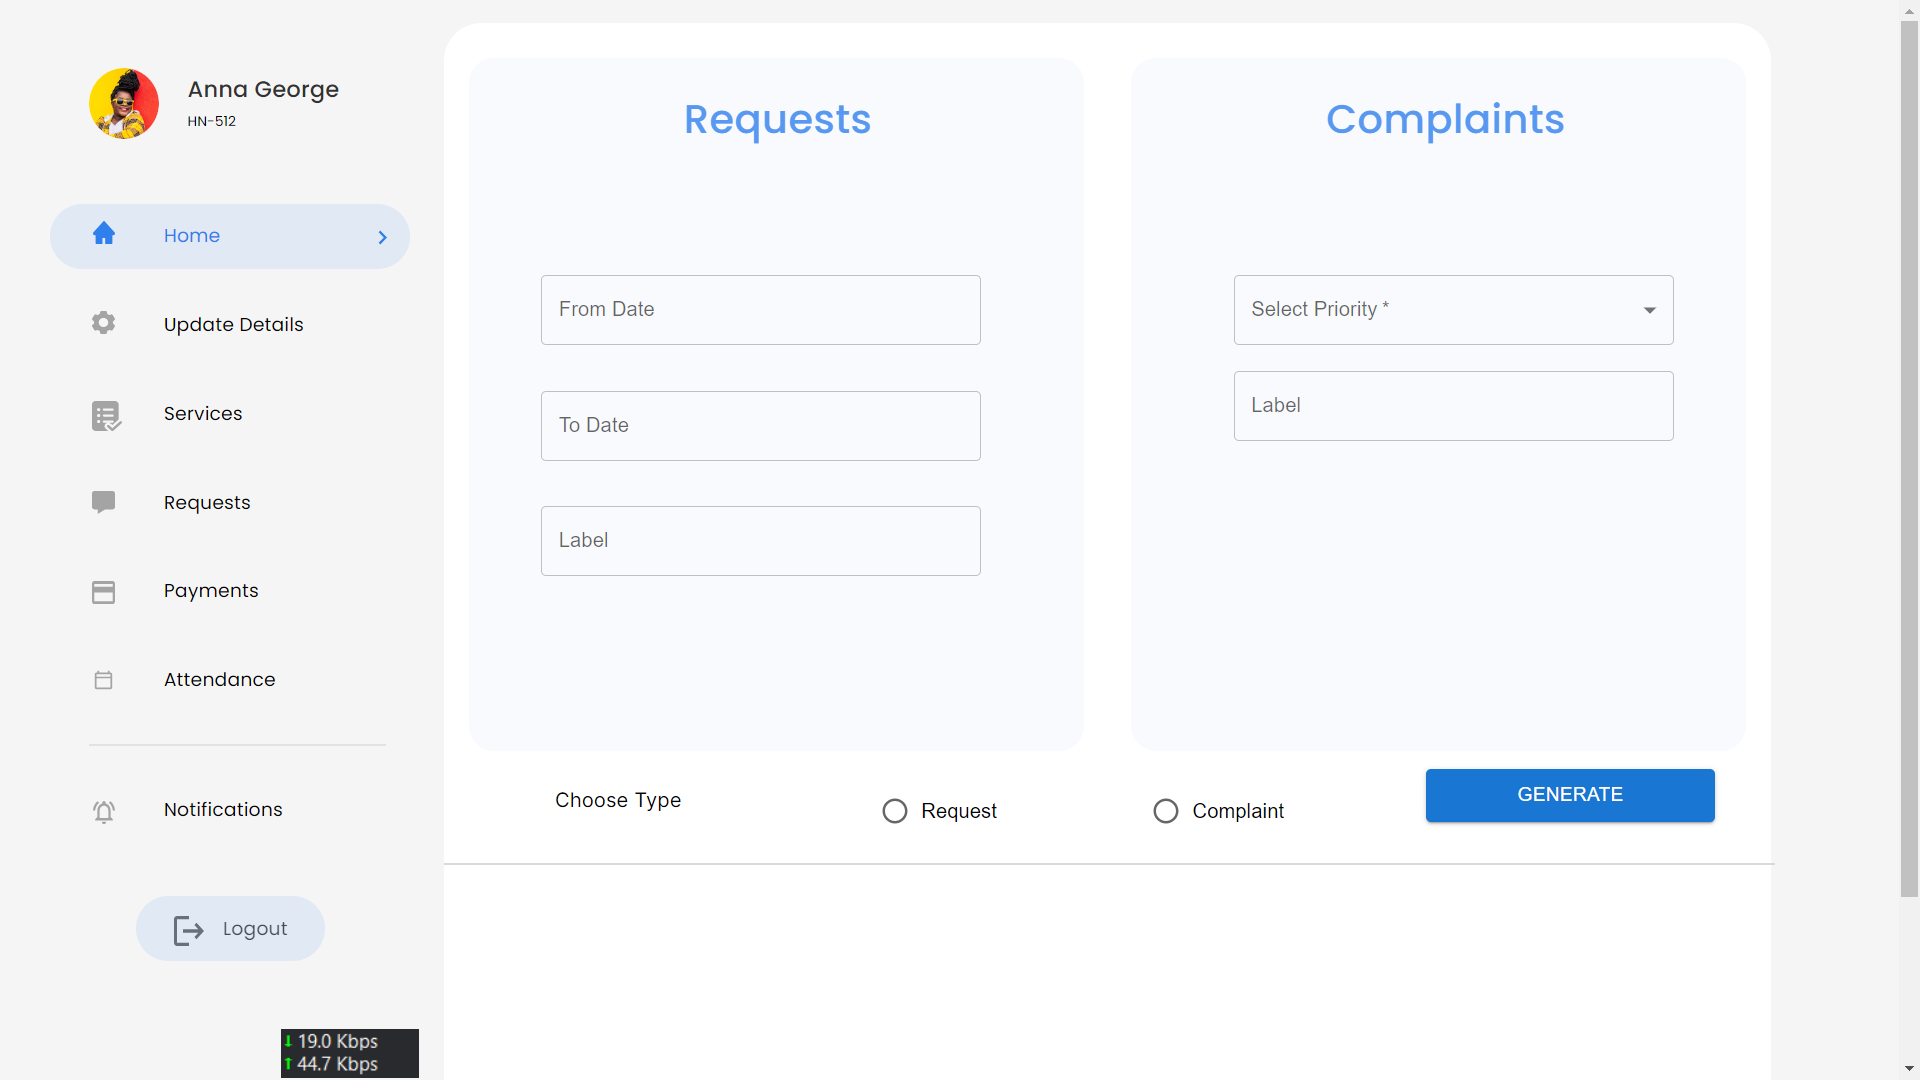 Anna George
HN-512
Home
Update Details
Services
Requests
Payments
Attendance
Notifications
Logout
19.0 Kbps
44.7 Kbps
Requests
From Date
To Date
Label
Complaints
Select Priority *
Label
Choose Type
Request
Complaint
GENERATE